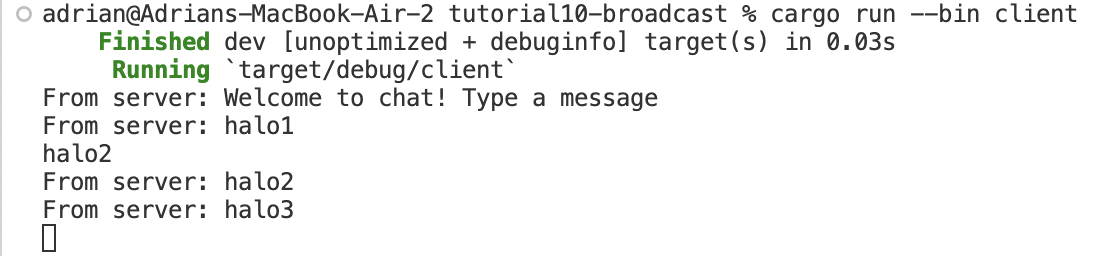 adrian@Adrians-MacBook-Air-2 tutorial10-broadcast % cargo run --bin client
Finished dev [unoptimized + debuginfo] target(s) in 0.03s
Running `target/debug/client`
From server: Welcome to chat! Type a message
From server: halo1
halo2
From server: halo2
From server: halo3